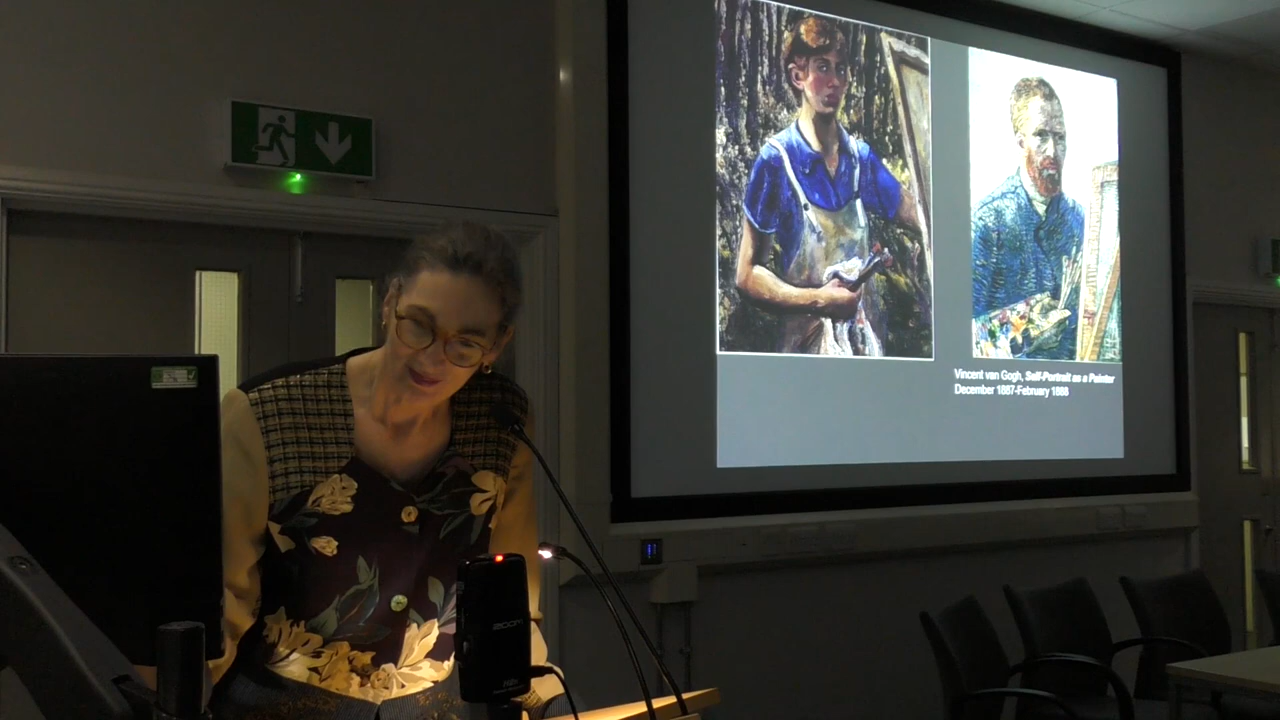 Vincent van Gogh, Self-Portrait as a Painter
December 1887-February 1888
ZOOM